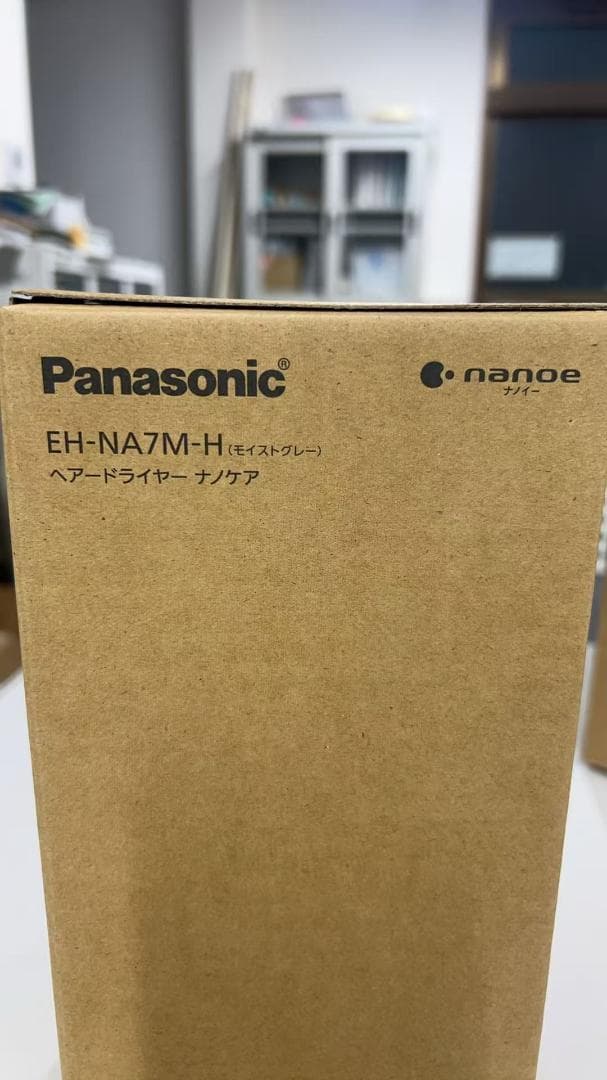 Panasonic®
nanoe
ナノイー
EH-NA7M-H(モイストグレー)
ヘアードライヤー ナノケア